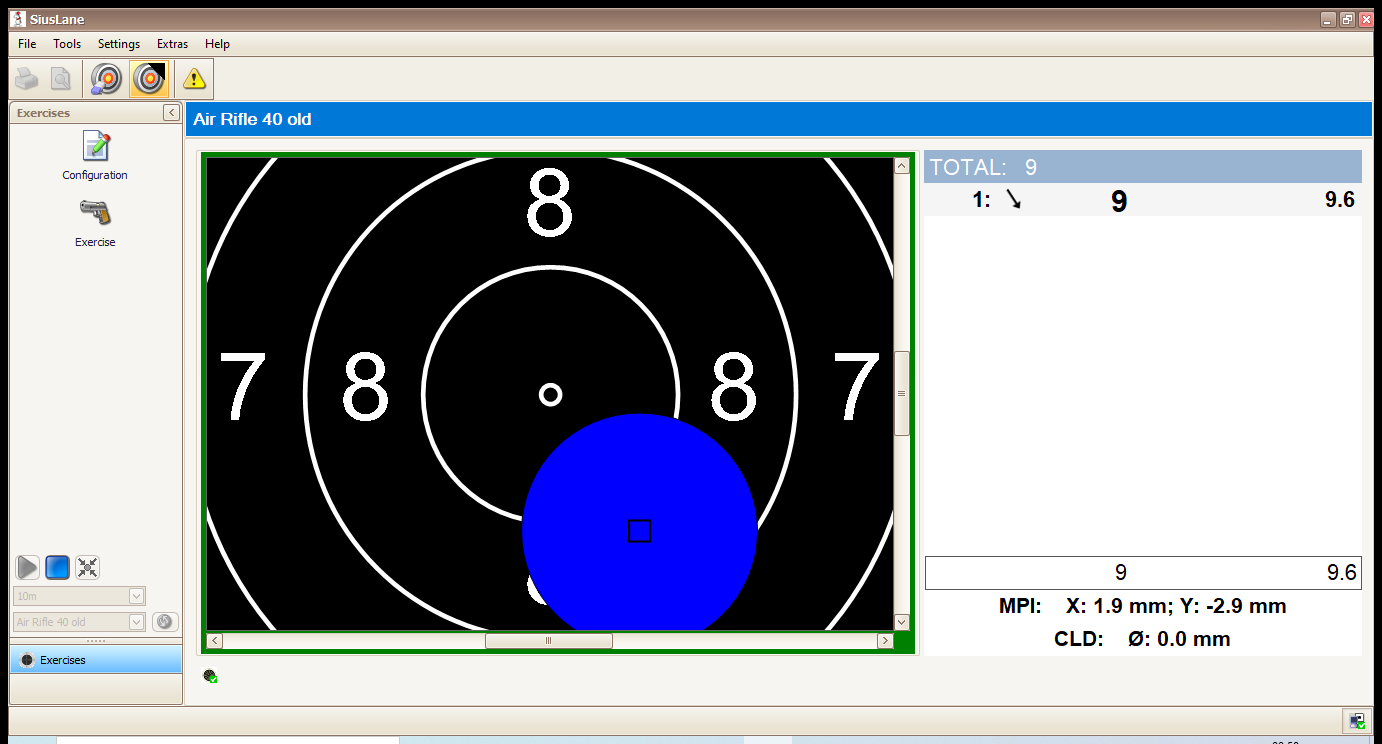 SiusLane
File Tools Settings Extras Help
Exercises
Air Rifle 40 old
Configuration
Exercise
8
7 8 8 7
TOTAL: 9
1: 9 9.6
9 9.6
MPI: X: 1.9 mm; Y: -2.9 mm
CLD: Ø: 0.0 mm
10m
Air Rifle 40 old
Exercises